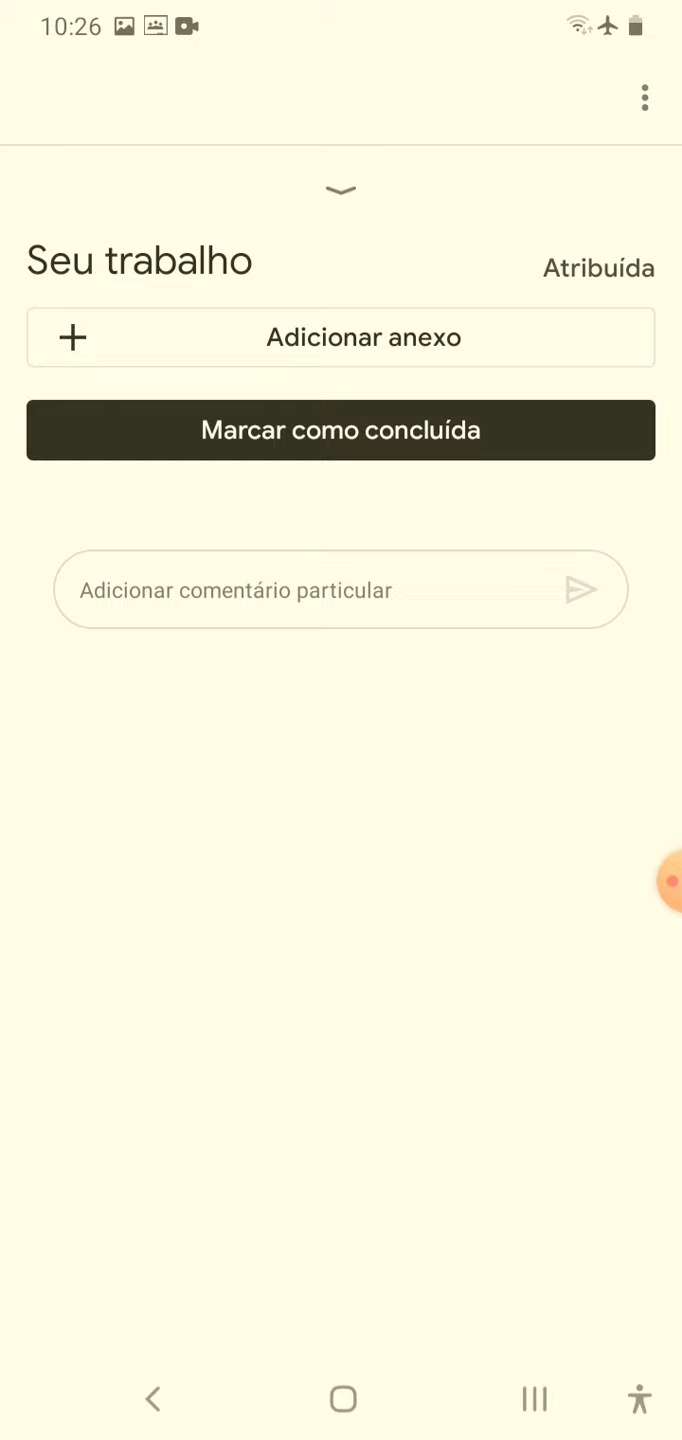 10:26
Seu trabalho
Atribuída
Adicionar anexo
Marcar como concluída
Adicionar comentário particular